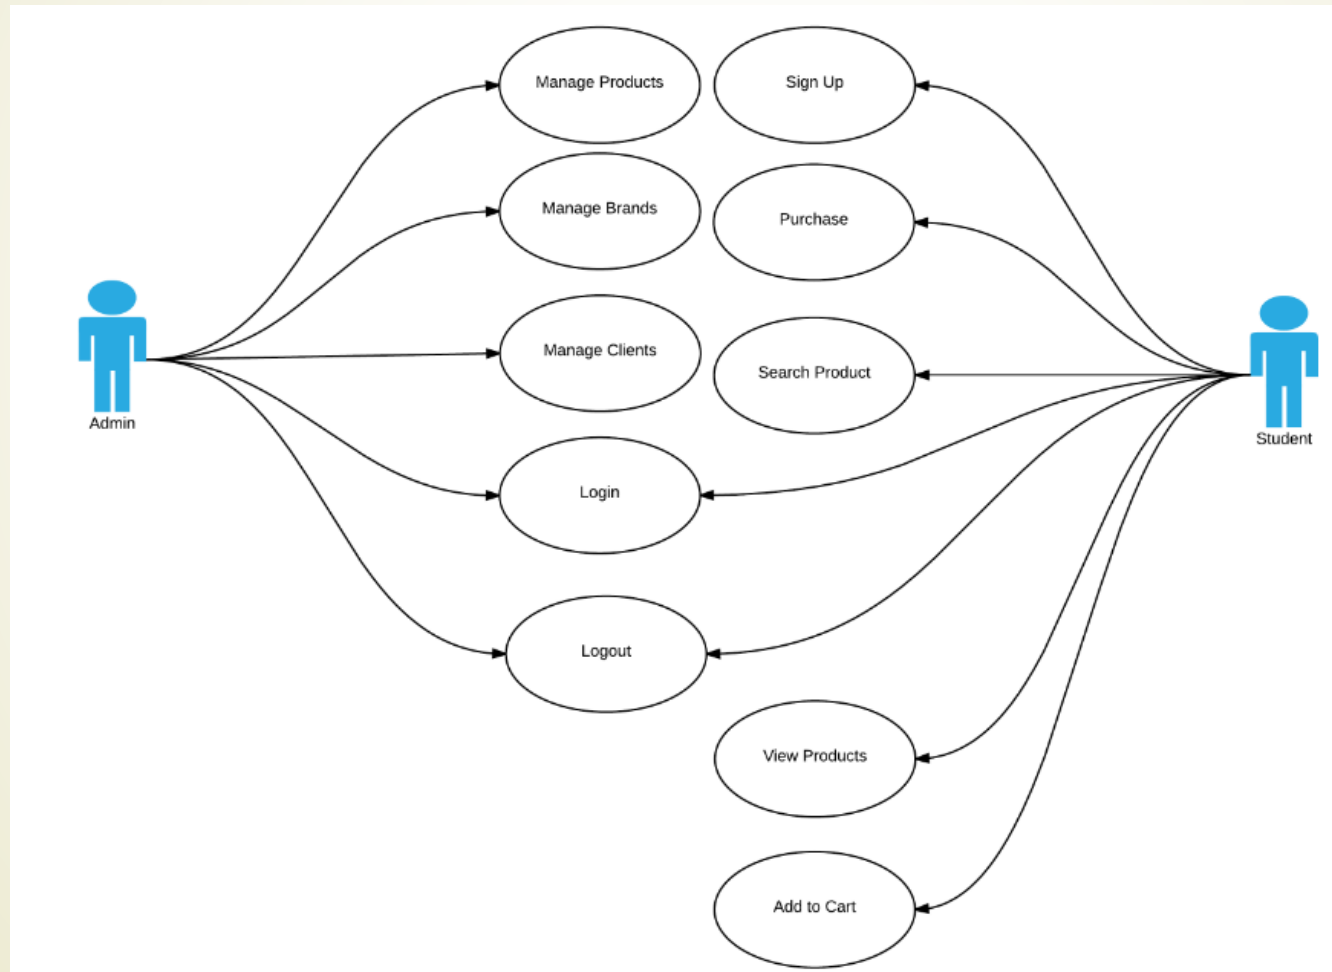 Manage Products
Sign Up
Manage Brands
Purchase
Manage Clients
Search Product
Admin
Student
Login
Logout
View Products
Add to Cart